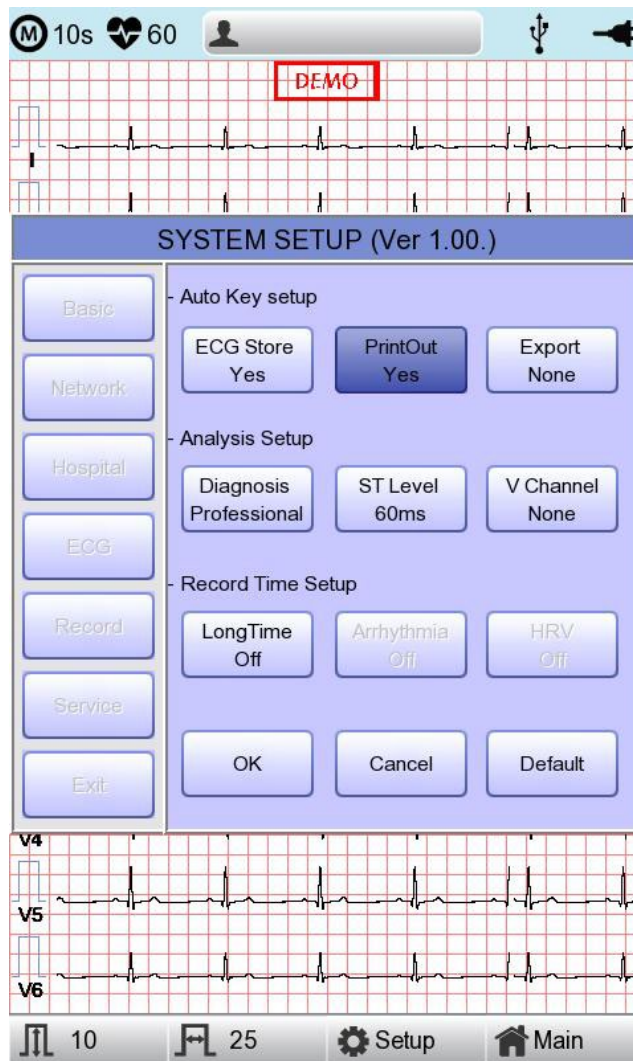 M 10s 60
DEMO
I
SYSTEM SETUP (Ver 1.00.)
Basic
Network
Hospital
ECG
Record
Service
Exit
- Auto Key setup
ECG Store
Yes
PrintOut
Yes
Export
None
- Analysis Setup
Diagnosis
Professional
ST Level
60ms
V Channel
None
- Record Time Setup
LongTime
Off
Arrhythmia
Off
HRV
Off
OK
Cancel
Default
V4
V5
V6
10
25
Setup
Main